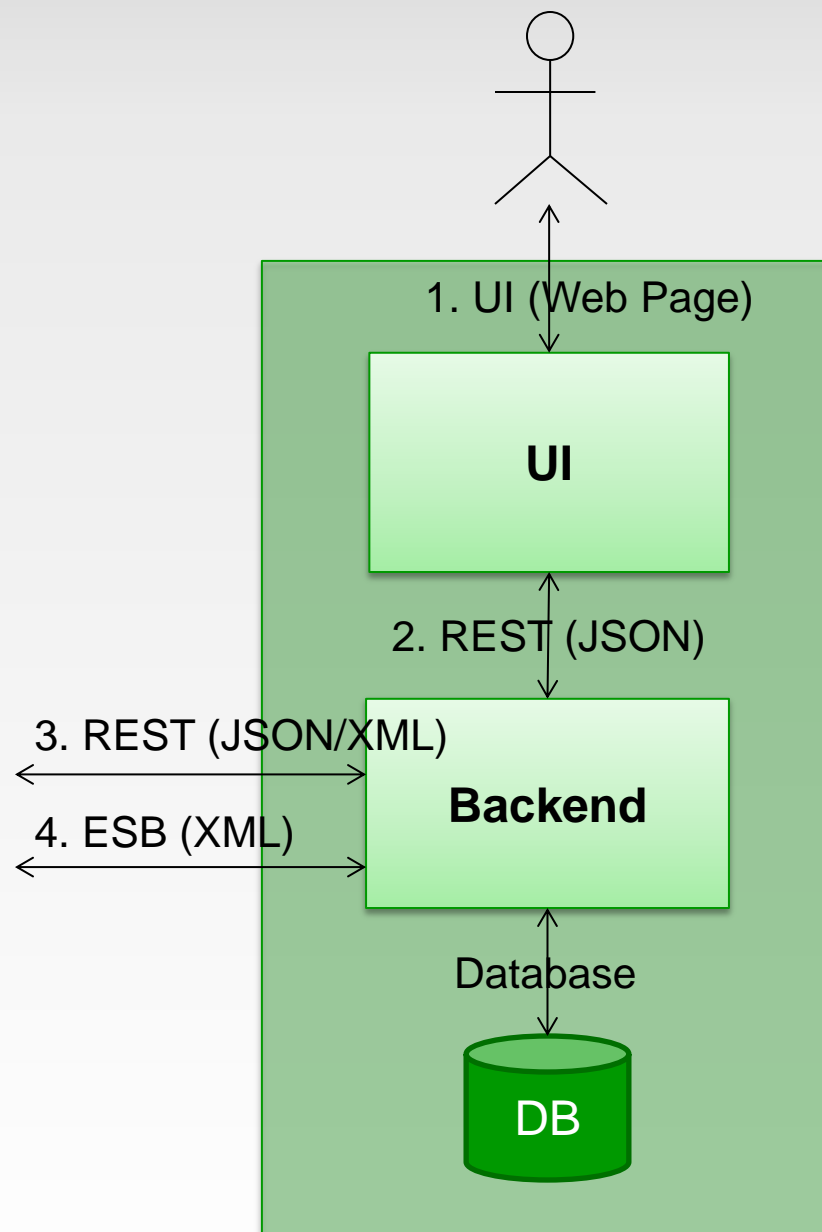 1. UI (Web Page)
UI
2. REST (JSON)
3. REST (JSON/XML)
Backend
4. ESB (XML)
Database
DB